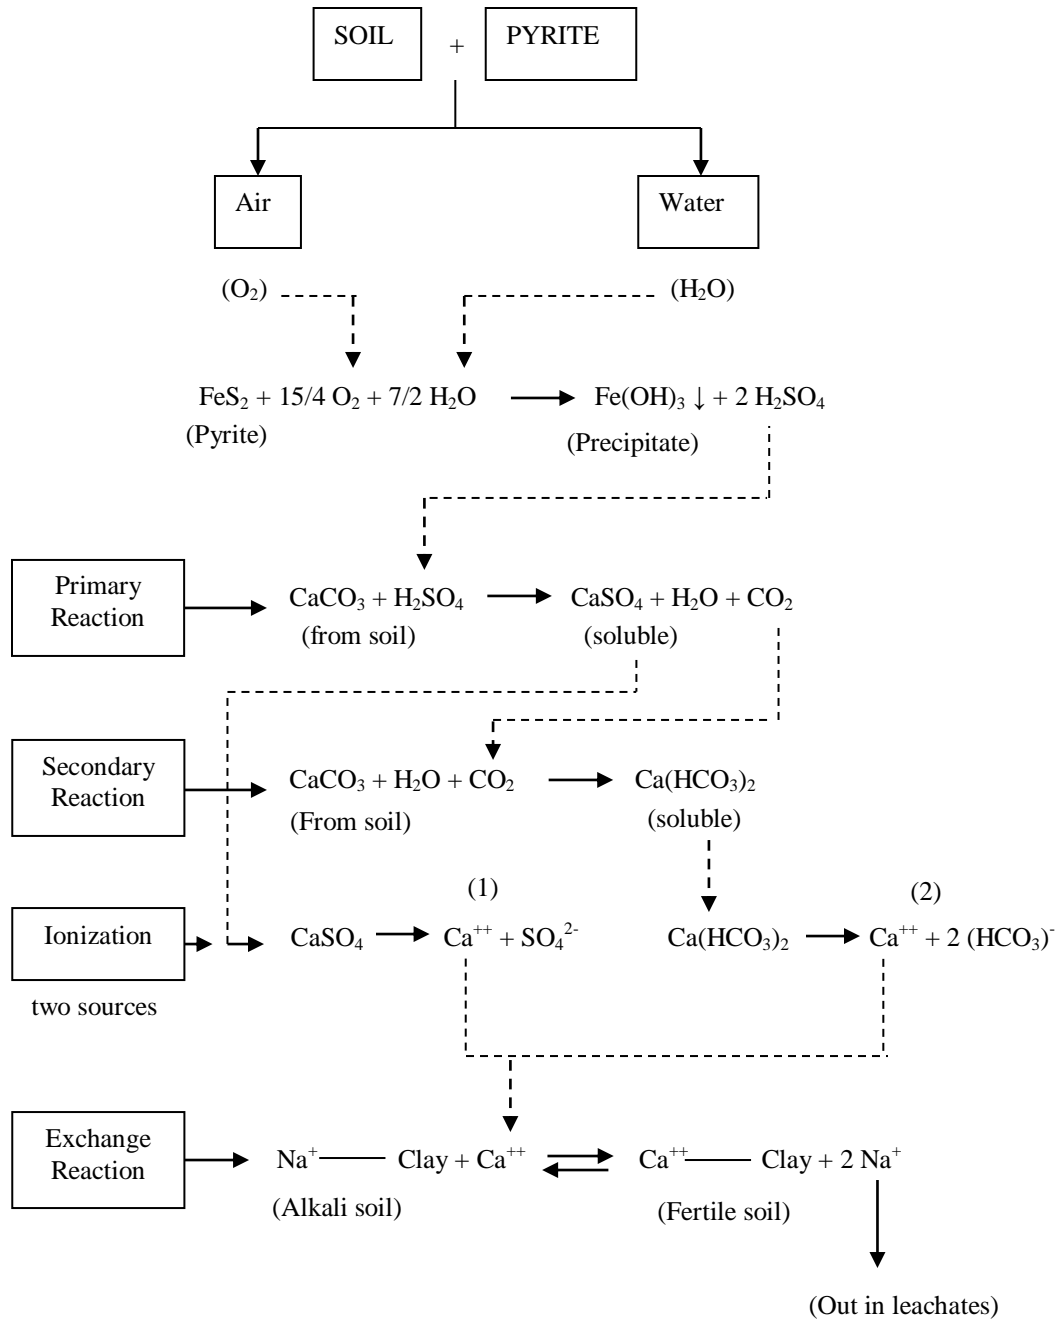 SOIL + PYRITE
Air Water
(O₂) (H₂O)
FeS₂ + 15/4 O₂ + 7/2 H₂O → Fe(OH)₃ ↓ + 2 H₂SO₄
(Pyrite) (Precipitate)
Primary
Reaction
CaCO₃ + H₂SO₄ → CaSO₄ + H₂O + CO₂
(from soil) (soluble)
Secondary
Reaction
CaCO₃ + H₂O + CO₂ → Ca(HCO₃)₂
(From soil) (soluble)
(1) (2)
Ionization
two sources
CaSO₄ → Ca⁺⁺ + SO₄²⁻ Ca(HCO₃)₂ → Ca⁺⁺ + 2 (HCO₃)⁻
Exchange
Reaction
Na⁺ — Clay + Ca⁺⁺ ⇌ Ca⁺⁺ — Clay + 2 Na⁺
(Alkali soil) (Fertile soil)
(Out in leachates)